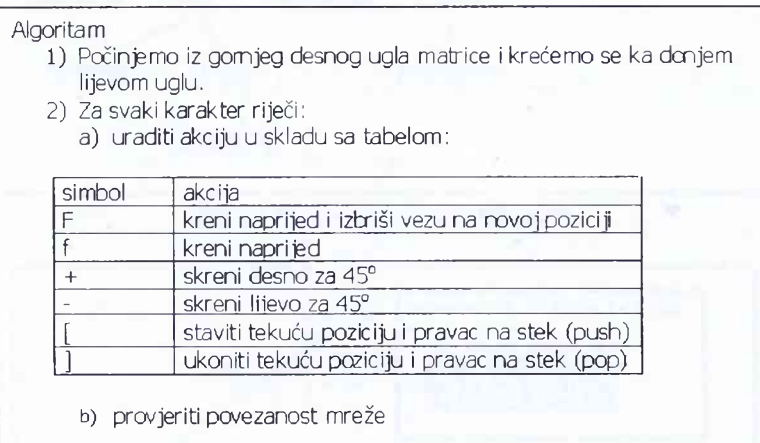 Algoritam
1) Počinjemo iz gornjeg desnog ugla matrice i krećemo se ka donjem
lijevom uglu.
2) Za svaki karakter riječi:
a) uraditi akciju u skladu sa tabelom:
simbol akcija
F kreni naprijed i izbriši vezu na novoj poziciji
f kreni naprijed
+ skreni desno za 45°
- skreni lijevo za 45°
[ staviti tekuću poziciju i pravac na stek (push)
] ukoniti tekuću poziciju i pravac na stek (pop)
b) provjeriti povezanost mreže